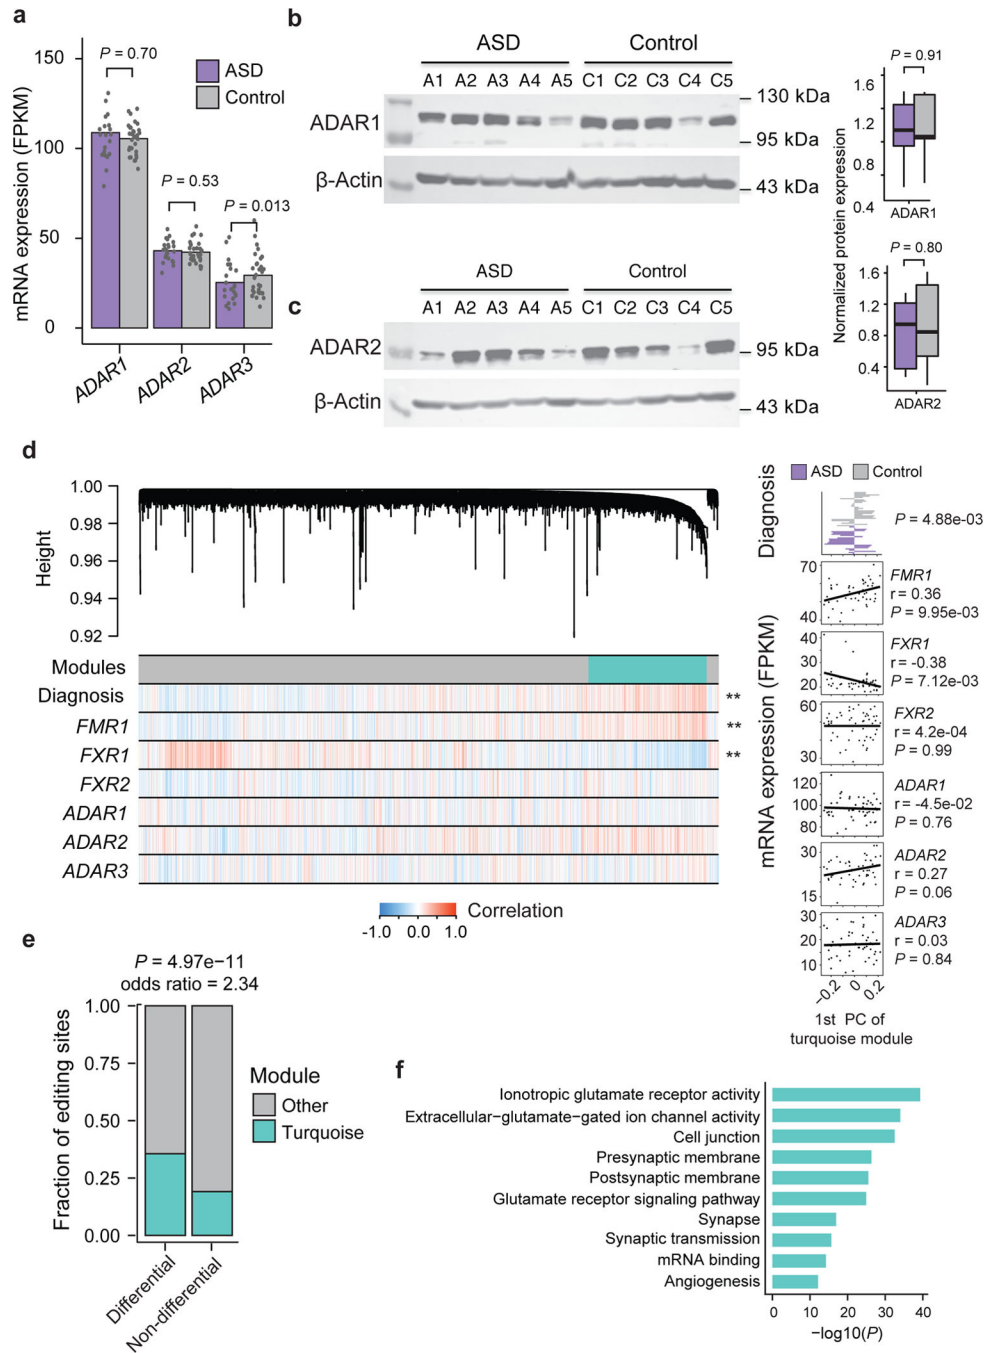 a
mRNA expression (FPKM)
150
100
50
0
P = 0.70
P = 0.53
P = 0.013
ASD
Control
ADAR1
ADAR2
ADAR3
b
ASD
Control
A1 A2 A3 A4 A5 C1 C2 C3 C4 C5
ADAR1
130 kDa
95 kDa
β-Actin
43 kDa
P = 0.91
1.6
1.2
0.8
0.4
ADAR1
Normalized protein expression
c
ASD
Control
A1 A2 A3 A4 A5 C1 C2 C3 C4 C5
ADAR2
95 kDa
β-Actin
43 kDa
P = 0.80
1.6
1.2
0.8
0.4
ADAR2
d
Height
1.00
0.98
0.96
0.94
0.92
Modules
Diagnosis
**
FMR1
**
FXR1
**
FXR2
ADAR1
ADAR2
ADAR3
Correlation
-1.0 0.0 1.0
ASD
Control
Diagnosis
P = 4.88e-03
mRNA expression (FPKM)
70
40
FMR1
r = 0.36
P = 9.95e-03
40
30
20
FXR1
r = -0.38
P = 7.12e-03
60
30
FXR2
r = 4.2e-04
P = 0.99
120
100
80
ADAR1
r = -4.5e-02
P = 0.76
30
15
ADAR2
r = 0.27
P = 0.06
30
20
10
ADAR3
r = 0.03
P = 0.84
−0.2 0 0.2
1st PC of
turquoise module
e
P = 4.97e−11
odds ratio = 2.34
Fraction of editing sites
1.00
0.75
0.50
0.25
0.00
Differential
Non-differential
Module
Other
Turquoise
f
Ionotropic glutamate receptor activity
Extracellular−glutamate−gated ion channel activity
Cell junction
Presynaptic membrane
Postsynaptic membrane
Glutamate receptor signaling pathway
Synapse
Synaptic transmission
mRNA binding
Angiogenesis
0 10 20 30 40
−log10(P)